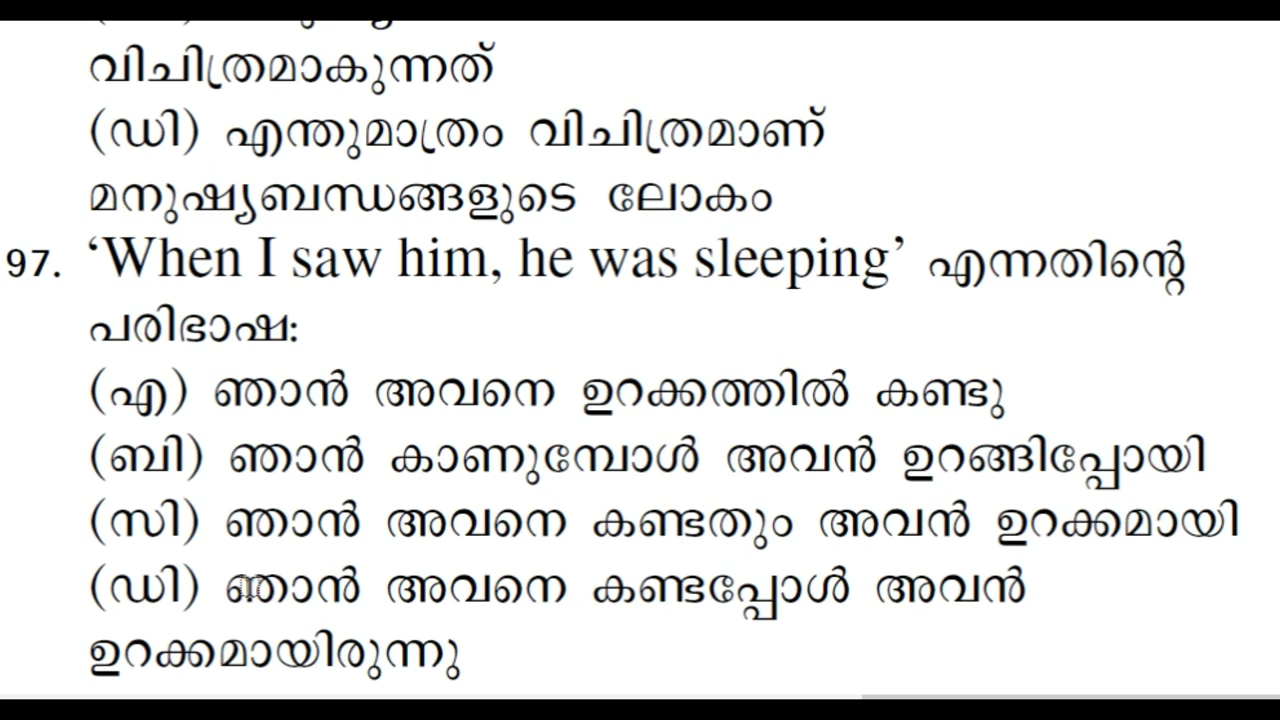 വിചിത്രമാകുന്നത്
(ഡി) എന്തുമാത്രം വിചിത്രമാണ്
മനുഷ്യബന്ധങ്ങളുടെ ലോകം
97. ‘When I saw him, he was sleeping’ എന്നതിന്റെ
പരിഭാഷ:
(എ) ഞാൻ അവനെ ഉറക്കത്തിൽ കണ്ടു
(ബി) ഞാൻ കാണുമ്പോൾ അവൻ ഉറങ്ങിപ്പോയി
(സി) ഞാൻ അവനെ കണ്ടതും അവൻ ഉറക്കമായി
(ഡി) ഞാൻ അവനെ കണ്ടപ്പോൾ അവൻ
ഉറക്കമായിരുന്നു